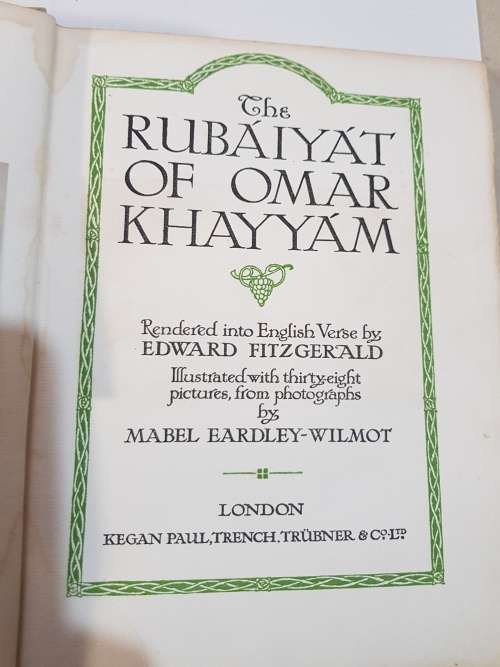 The
RUBÁIYÁT
OF OMAR
KHAYYÁM
Rendered into English Verse by
EDWARD FITZGERALD
Illustrated with thirty-eight
pictures, from photographs
by
MABEL EARDLEY-WILMOT
LONDON
KEGAN PAUL, TRENCH, TRÜBNER & Co. LTD.